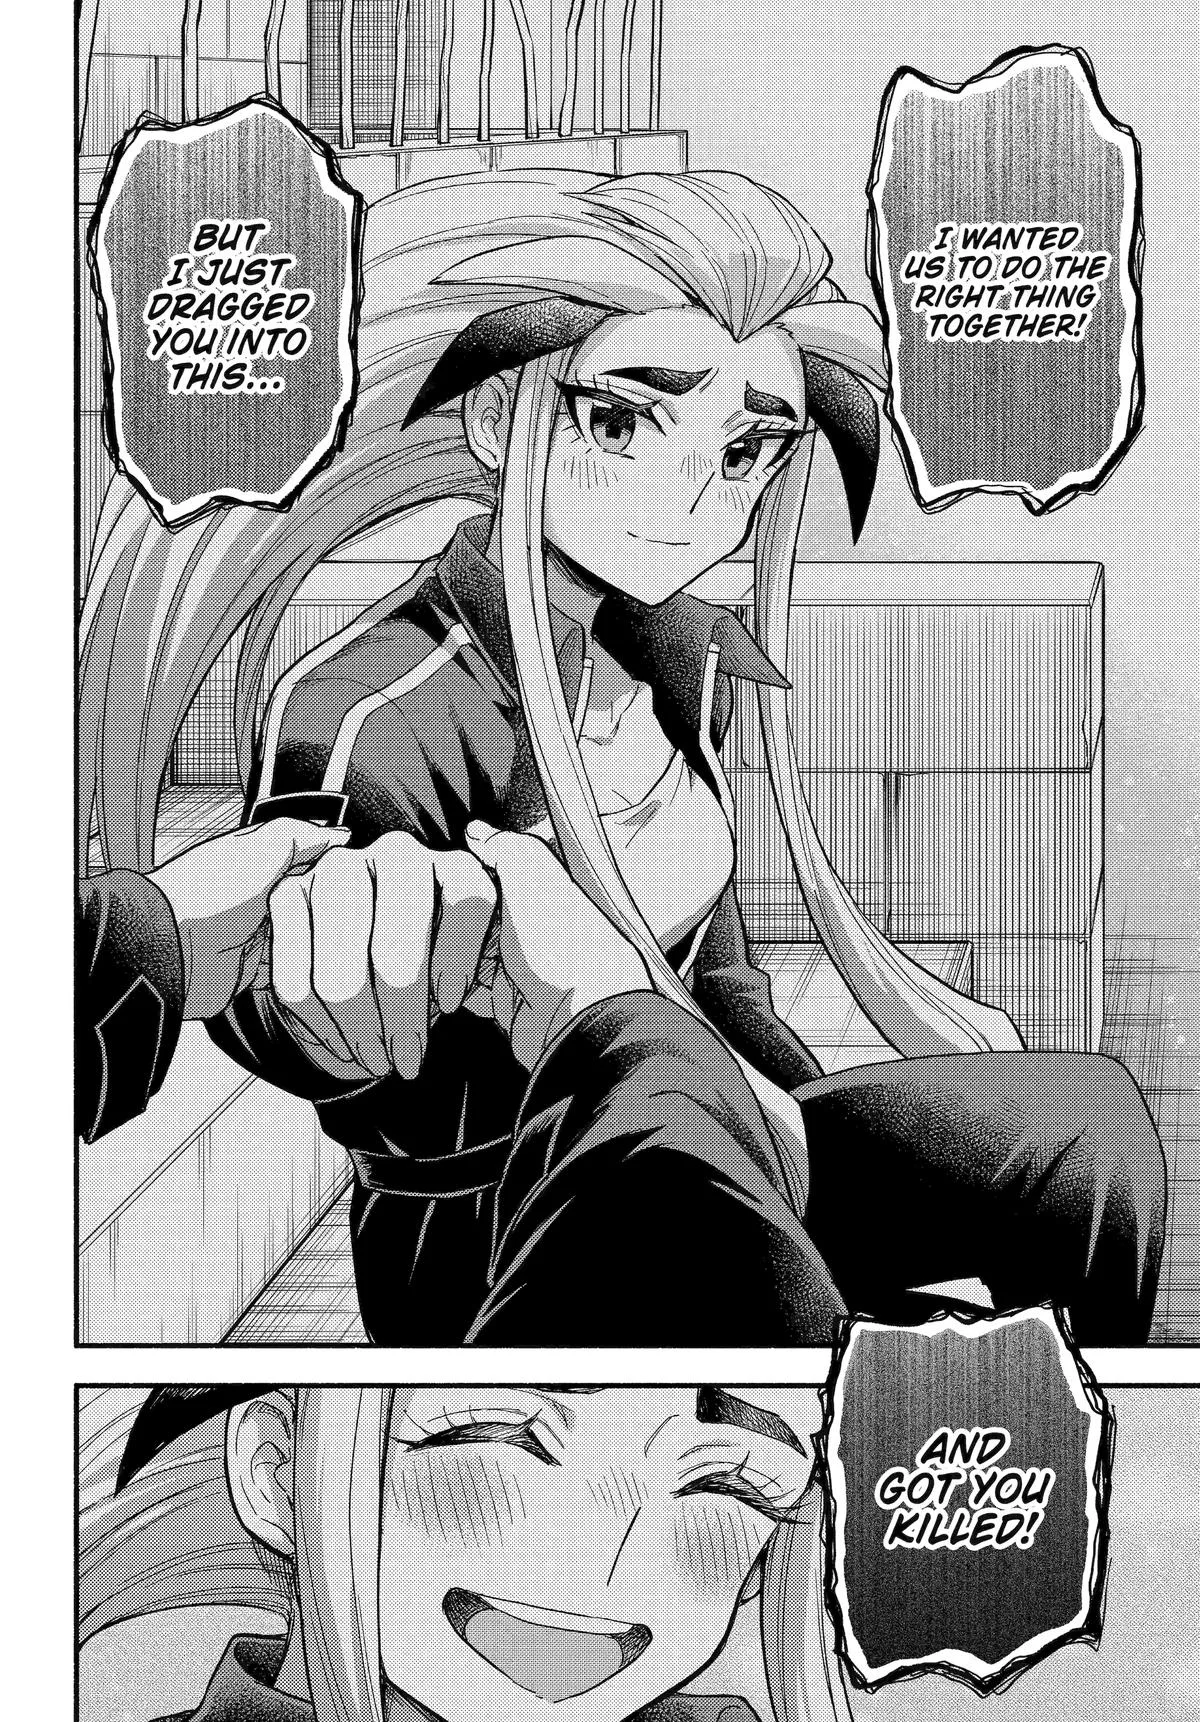 I WANTED
US TO DO THE
RIGHT THING
TOGETHER!
BUT
I JUST
DRAGGED
YOU INTO
THIS...
AND
GOT YOU
KILLED!